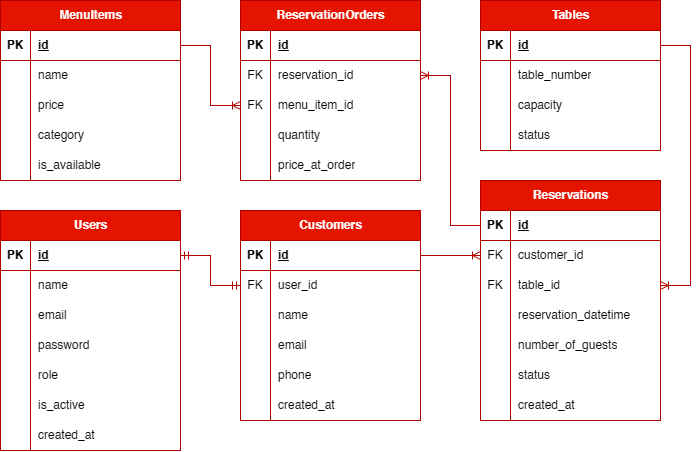 MenuItems
PK id
name
price
category
is_available
ReservationOrders
PK id
FK reservation_id
FK menu_item_id
quantity
price_at_order
Tables
PK id
table_number
capacity
status
Users
PK id
name
email
password
role
is_active
created_at
Customers
PK id
FK user_id
name
email
phone
created_at
Reservations
PK id
FK customer_id
FK table_id
reservation_datetime
number_of_guests
status
created_at